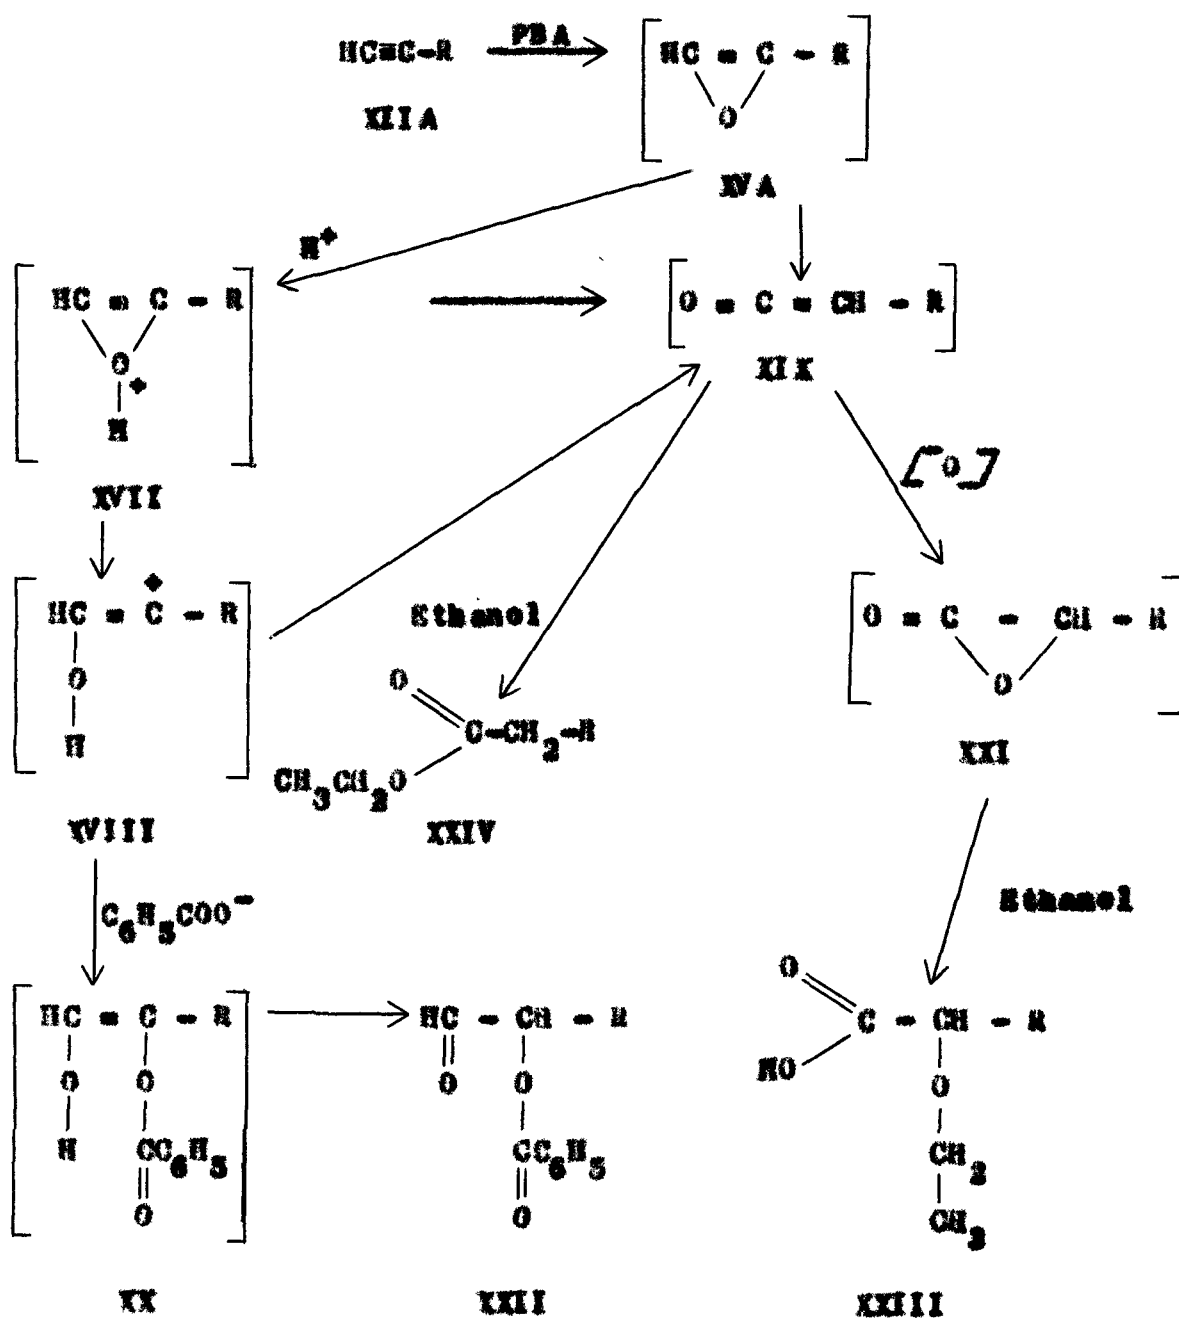 HC≡C-R PBA HC = C - R
O
XIIA
XVA
H+
HC = C - R
O
+
H
O = C = CH - R
XIX
XVII
[O]
+
HC = C - R
O
H
Ethanol
O = C - CH - R
O
O
C-CH2-R
CH3CH2O
XXI
XVIII
XXIV
C6H5COO-
Ethanol
O
HC = C - R
HC - CH - R
C - CH - R
HO
O O
O O
O
H CC6H5
CC6H5
CH2
O
O
CH3
XX
XXII
XXIII